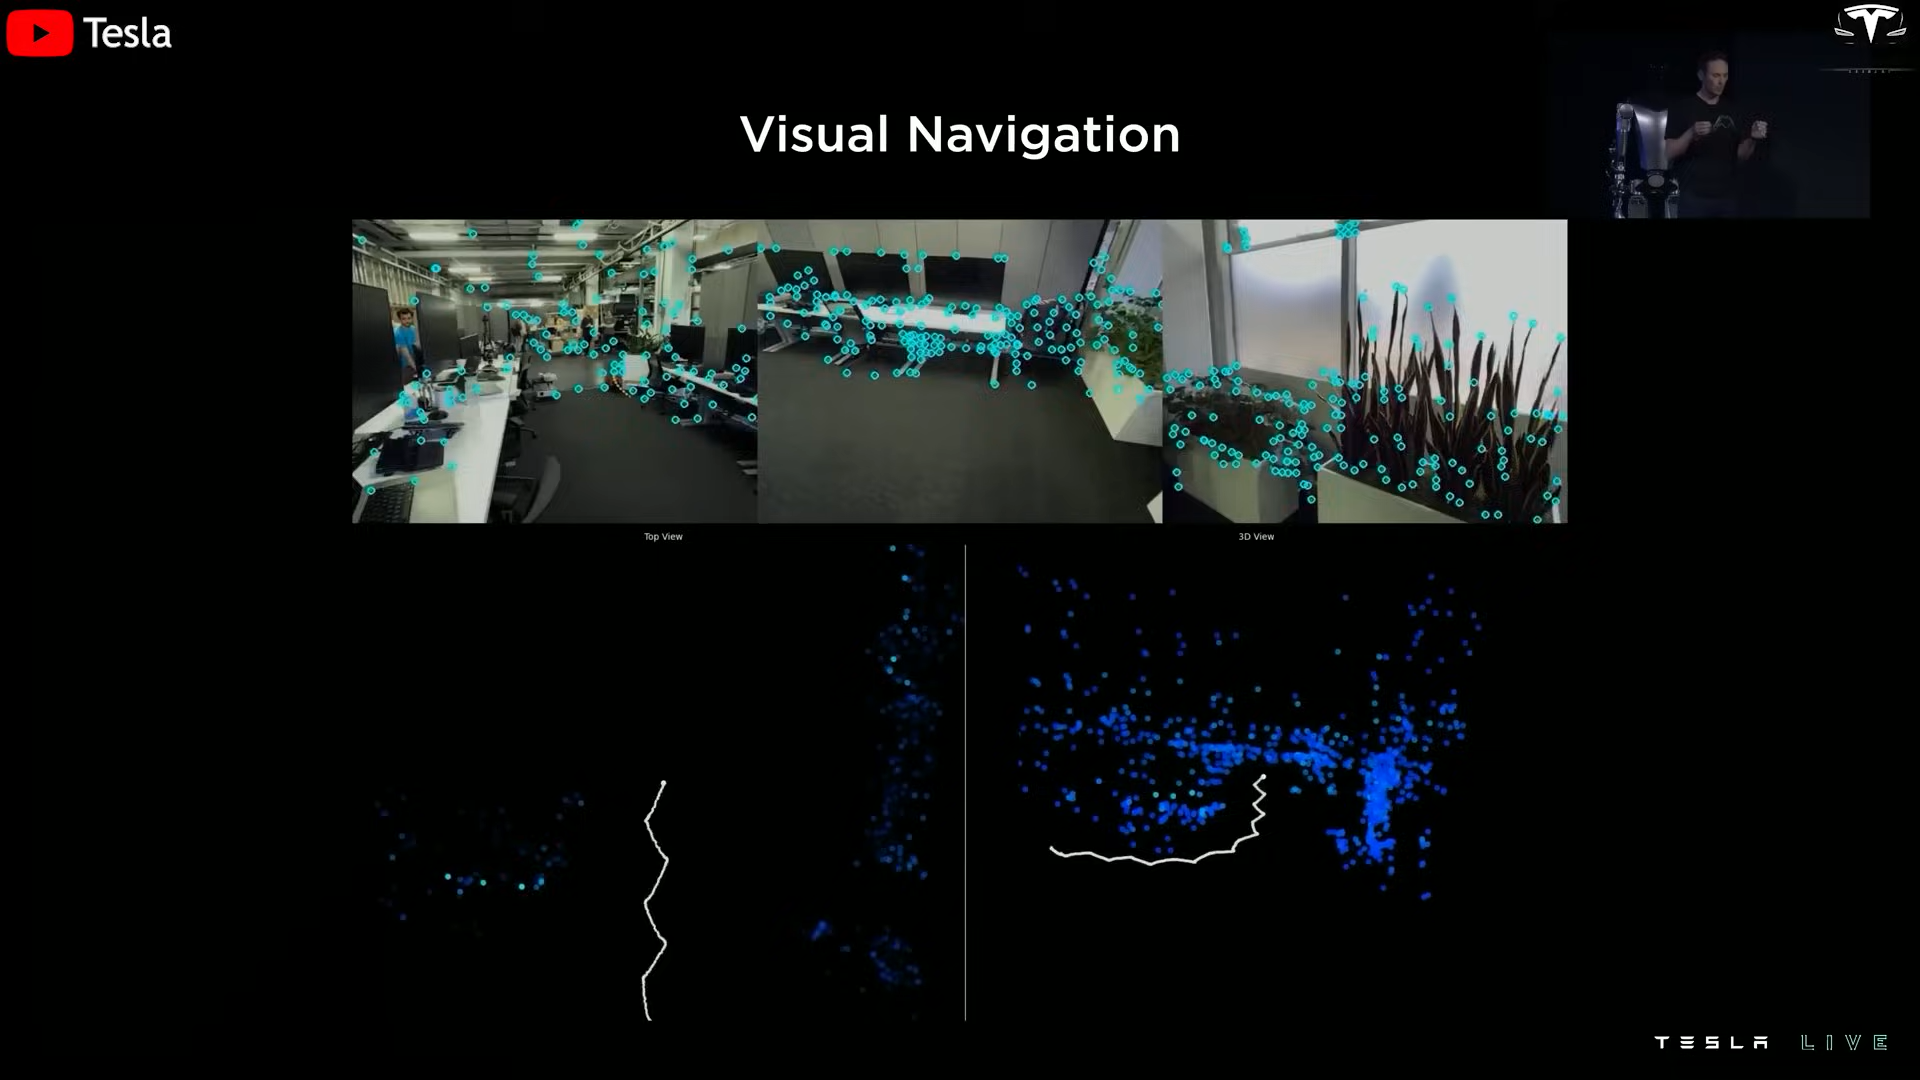 Tesla
Visual Navigation
Top View
3D View
TESLA LIVE